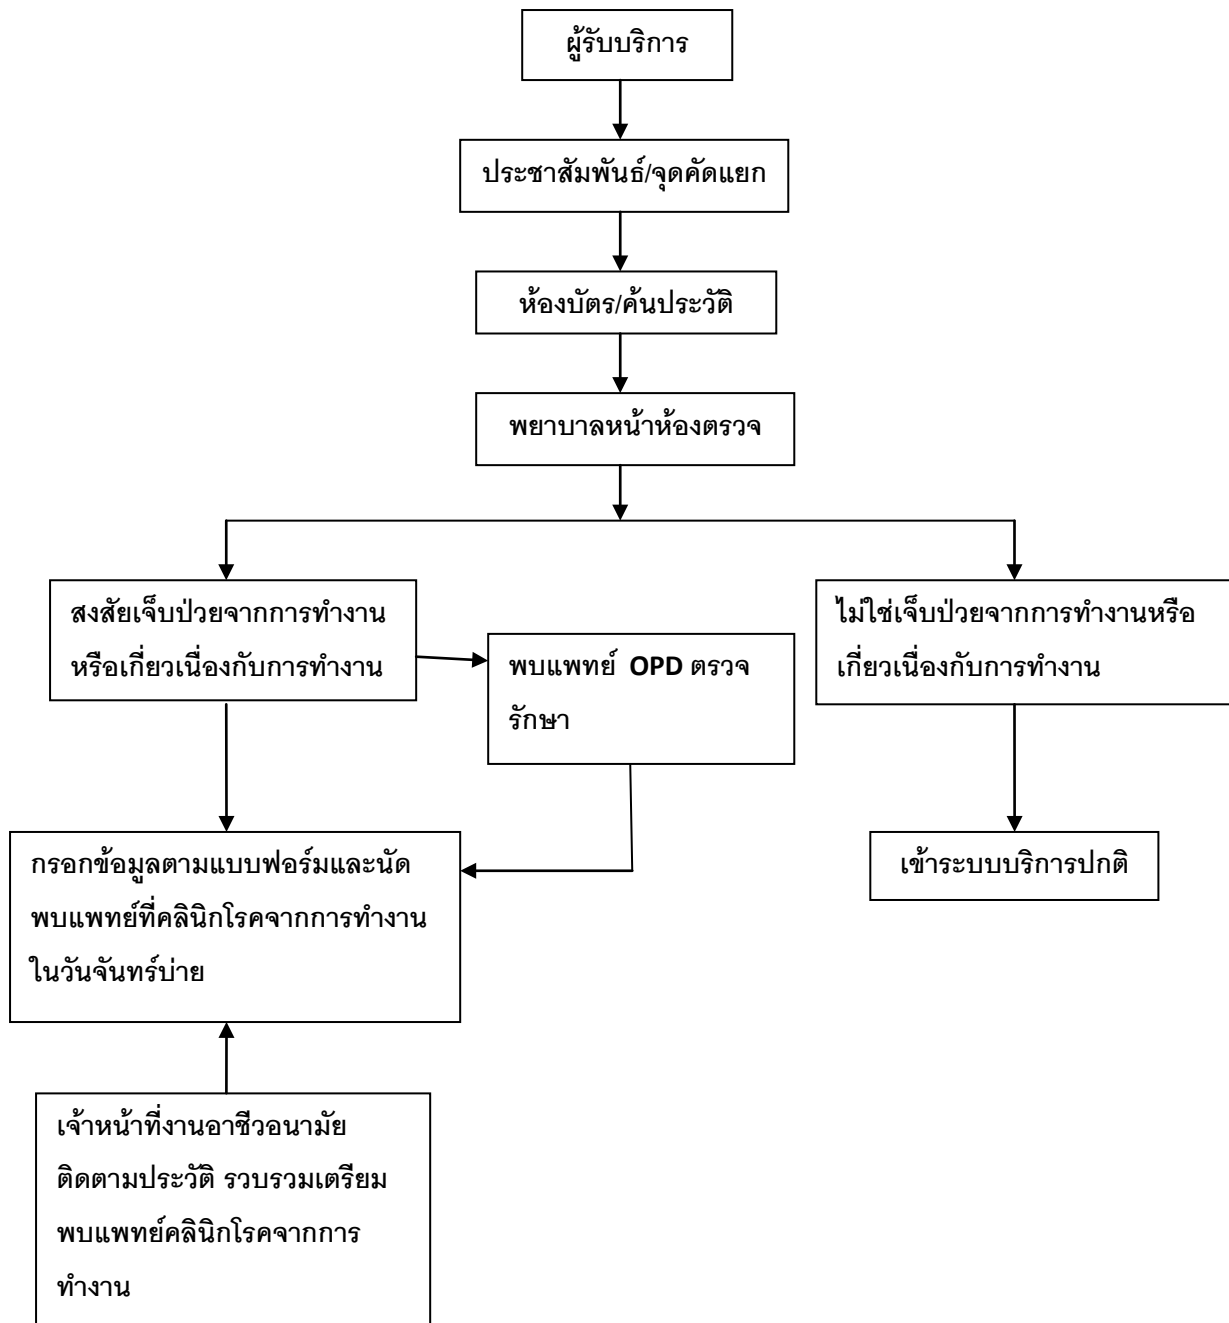 ผู้รับบริการ
ประชาสัมพันธ์/จุดคัดแยก
ห้องบัตร/ค้นประวัติ
พยาบาลหน้าห้องตรวจ
สงสัยเจ็บป่วยจากการทำงาน
หรือเกี่ยวเนื่องกับการทำงาน
พบแพทย์ OPD ตรวจ
รักษา
ไม่ใช่เจ็บป่วยจากการทำงานหรือ
เกี่ยวเนื่องกับการทำงาน
กรอกข้อมูลตามแบบฟอร์มและนัด
พบแพทย์ที่คลินิกโรคจากการทำงาน
ในวันจันทร์บ่าย
เข้าระบบบริการปกติ
เจ้าหน้าที่งานอาชีวอนามัย
ติดตามประวัติ รวบรวมเตรียม
พบแพทย์คลินิกโรคจากการ
ทำงาน